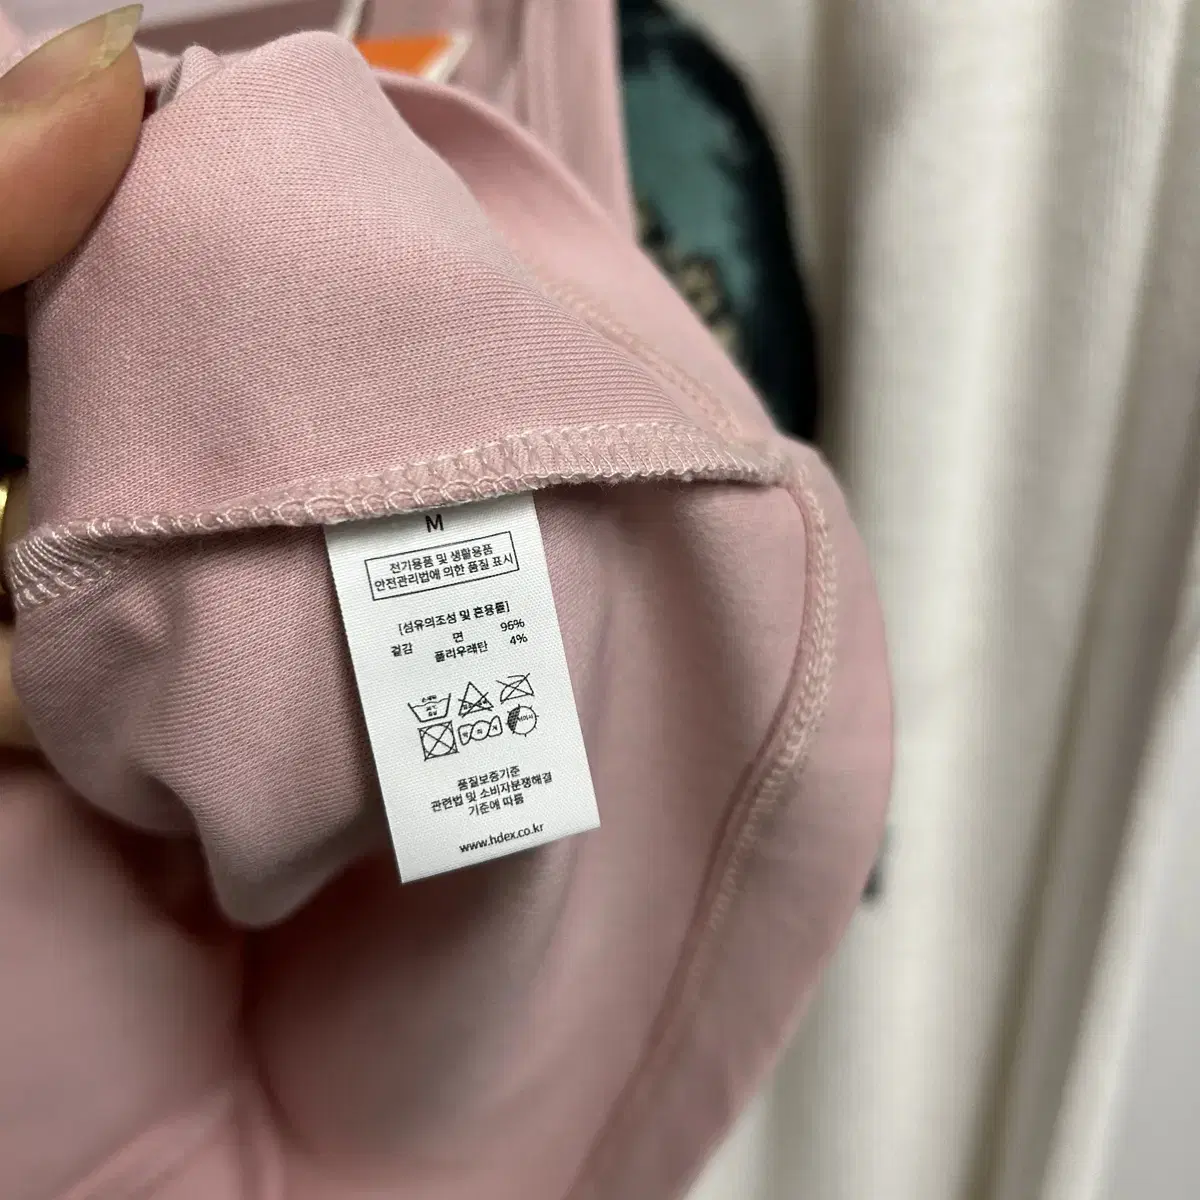 M
전기용품 및 생활용품
안전관리법에 의한 품질 표시
[섬유의조성 및 혼용률]
겉감 면 96%
폴리우레탄 4%
품질보증기준
관련법 및 소비자분쟁해결
기준에 따름
www.hdex.co.kr